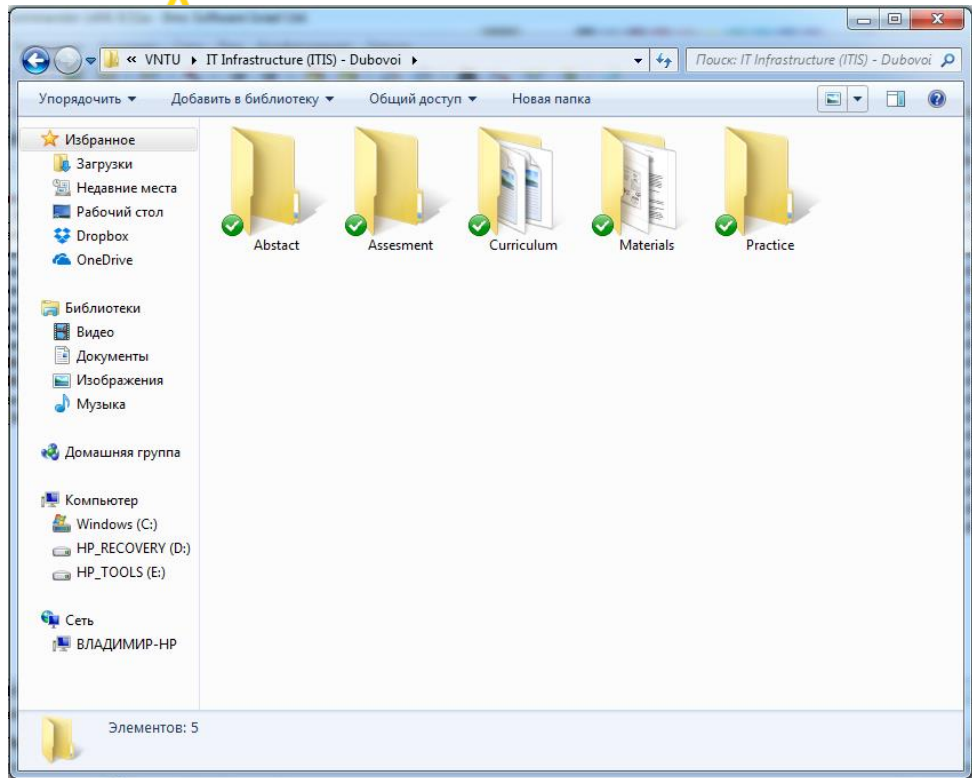 « VNTU ▸ IT Infrastructure (ITIS) - Dubovoi ▸
Поиск: IT Infrastructure (ITIS) - Dubovoi
Упорядочить ▾ Добавить в библиотеку ▾ Общий доступ ▾ Новая папка
Избранное
Загрузки
Недавние места
Рабочий стол
Dropbox
OneDrive
Библиотеки
Видео
Документы
Изображения
Музыка
Домашняя группа
Компьютер
Windows (C:)
HP_RECOVERY (D:)
HP_TOOLS (E:)
Сеть
ВЛАДИМИР-HP
Abstact
Assesment
Curriculum
Materials
Practice
Элементов: 5